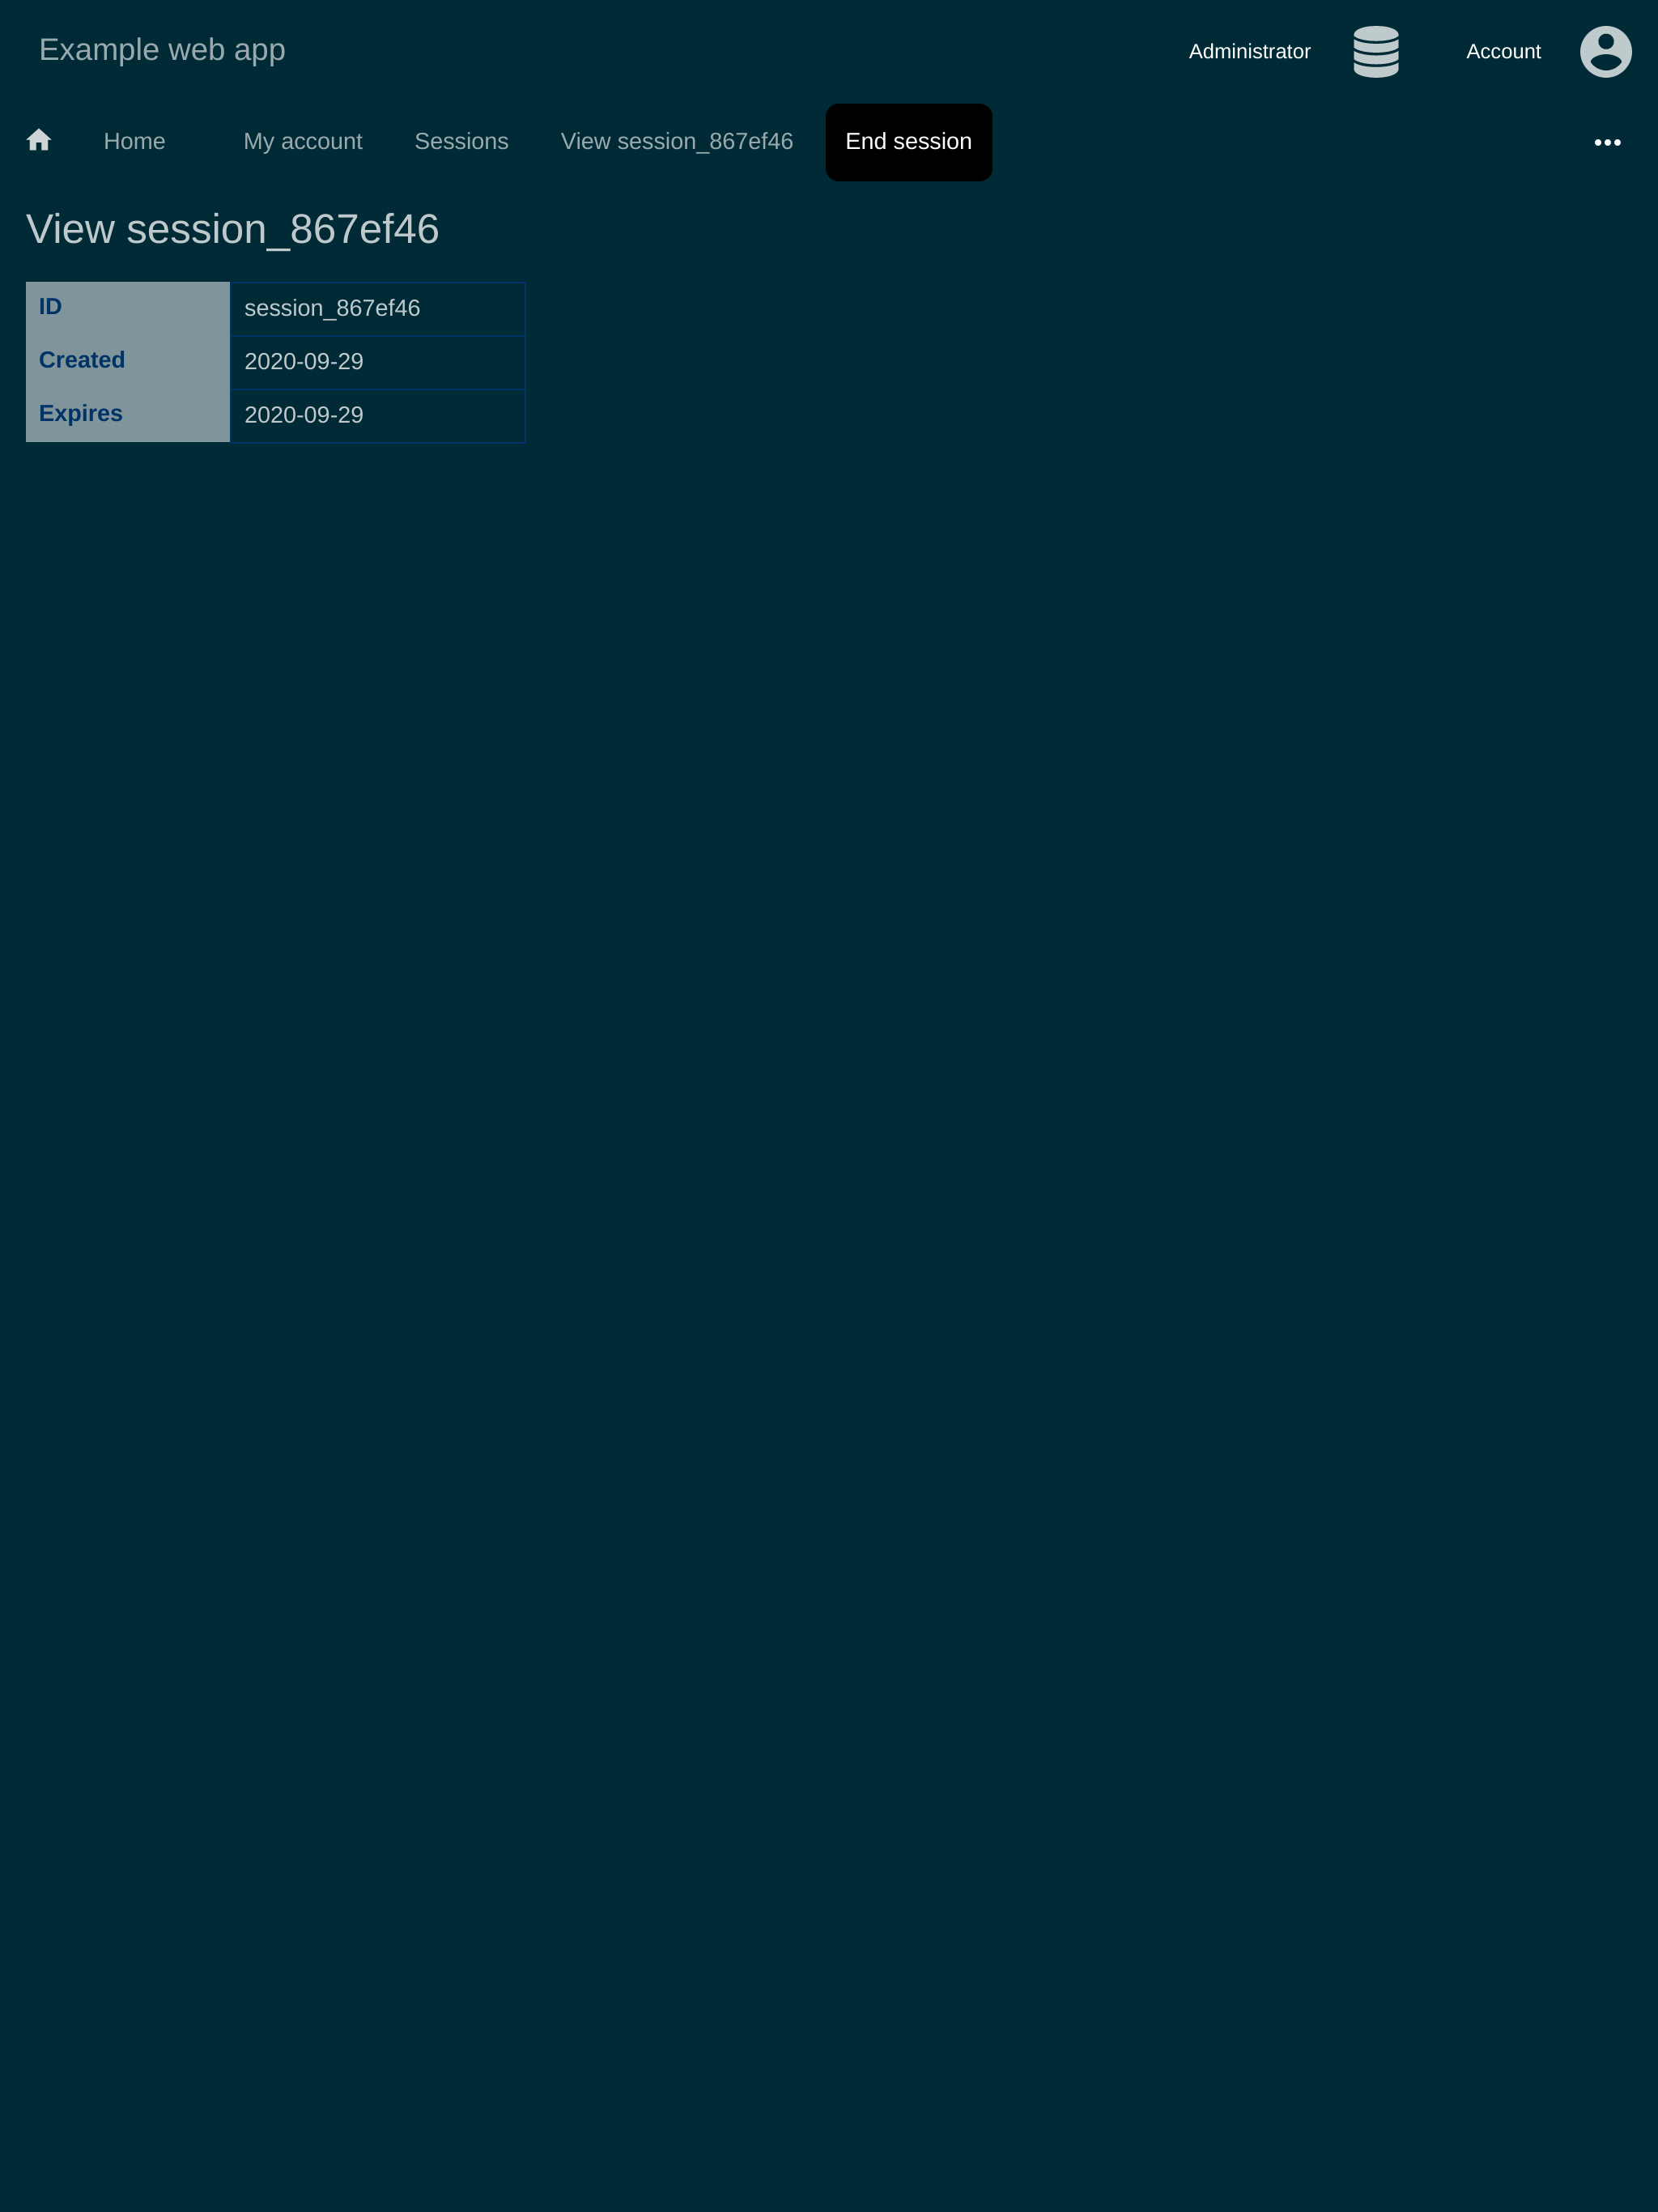 Example web app
Administrator
Account
Home
My account
Sessions
View session_867ef46
End session
View session_867ef46
ID session_867ef46
Created 2020-09-29
Expires 2020-09-29